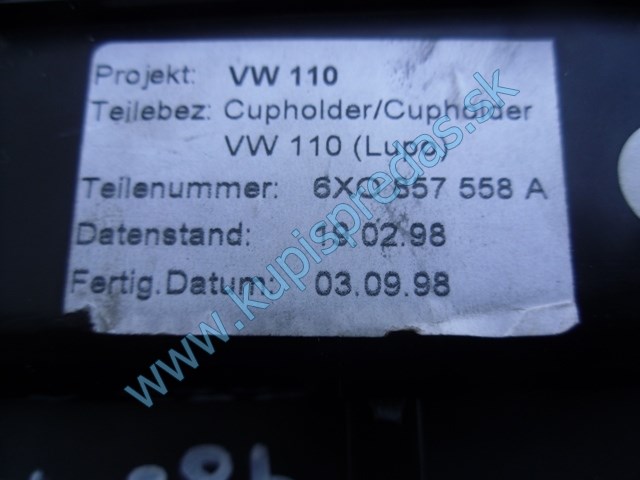 Projekt: VW 110
Teilebez: Cupholder/Cupholder
VW 110 (Lupo)
Teilenummer: 6X0 857 558 A
Datenstand: 19.02.98
Fertig.Datum: 03.09.98
www.kupispredas.sk